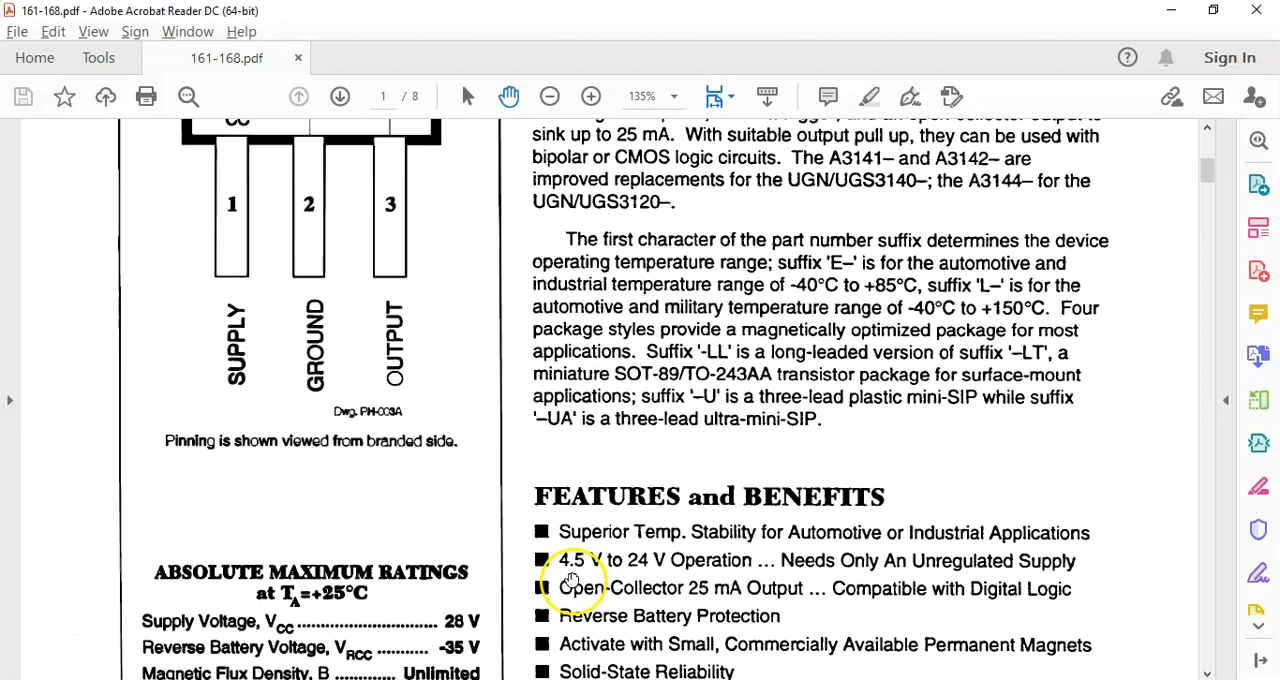 161-168.pdf - Adobe Acrobat Reader DC (64-bit)
File Edit View Sign Window Help
Home Tools 161-168.pdf × Sign In
1 / 8 135%
CC
1 2 3
SUPPLY
GROUND
OUTPUT
Dwg. PH-003A
Pinning is shown viewed from branded side.
ABSOLUTE MAXIMUM RATINGS
at TA=+25°C
Supply Voltage, VCC ................................ 28 V
Reverse Battery Voltage, VRCC ........... -35 V
Magnetic Flux Density, B ............. Unlimited
sink up to 25 mA. With suitable output pull up, they can be used with
bipolar or CMOS logic circuits. The A3141– and A3142– are
improved replacements for the UGN/UGS3140–; the A3144– for the
UGN/UGS3120–.
The first character of the part number suffix determines the device
operating temperature range; suffix 'E–' is for the automotive and
industrial temperature range of -40°C to +85°C, suffix 'L–' is for the
automotive and military temperature range of -40°C to +150°C. Four
package styles provide a magnetically optimized package for most
applications. Suffix '-LL' is a long-leaded version of suffix '–LT', a
miniature SOT-89/TO-243AA transistor package for surface-mount
applications; suffix '–U' is a three-lead plastic mini-SIP while suffix
'–UA' is a three-lead ultra-mini-SIP.
FEATURES and BENEFITS
■ Superior Temp. Stability for Automotive or Industrial Applications
■ 4.5 V to 24 V Operation ... Needs Only An Unregulated Supply
■ Open-Collector 25 mA Output ... Compatible with Digital Logic
■ Reverse Battery Protection
■ Activate with Small, Commercially Available Permanent Magnets
■ Solid-State Reliability